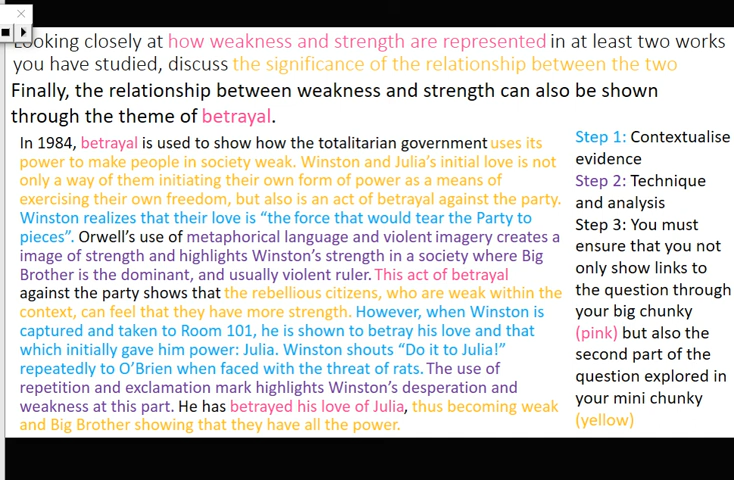 Looking closely at how weakness and strength are represented in at least two works
you have studied, discuss the significance of the relationship between the two
Finally, the relationship between weakness and strength can also be shown
through the theme of betrayal.
In 1984, betrayal is used to show how the totalitarian government uses its
power to make people in society weak. Winston and Julia's initial love is not
only a way of them initiating their own form of power as a means of
exercising their own freedom, but also is an act of betrayal against the party.
Winston realizes that their love is "the force that would tear the Party to
pieces". Orwell's use of metaphorical language and violent imagery creates a
image of strength and highlights Winston's strength in a society where Big
Brother is the dominant, and usually violent ruler. This act of betrayal
against the party shows that the rebellious citizens, who are weak within the
context, can feel that they have more strength. However, when Winston is
captured and taken to Room 101, he is shown to betray his love and that
which initially gave him power: Julia. Winston shouts "Do it to Julia!"
repeatedly to O'Brien when faced with the threat of rats. The use of
repetition and exclamation mark highlights Winston's desperation and
weakness at this part. He has betrayed his love of Julia, thus becoming weak
and Big Brother showing that they have all the power.
Step 1: Contextualise
evidence
Step 2: Technique
and analysis
Step 3: You must
ensure that you not
only show links to
the question through
your big chunky
(pink) but also the
second part of the
question explored in
your mini chunky
(yellow)